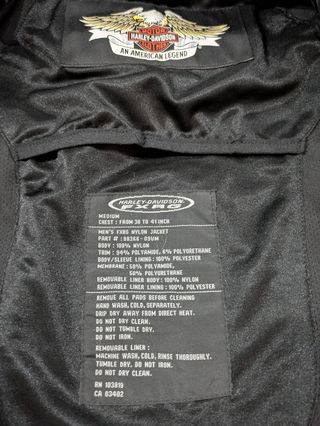 MOTOR
HARLEY-DAVIDSON
CLOTHES
AN AMERICAN LEGEND
HARLEY-DAVIDSON
FXRG
MEDIUM
CHEST : FROM 38 TO 41 INCH
MEN'S FXRG NYLON JACKET
PART # : 98366-09VM
BODY : 100% NYLON
TRIM : 94% POLYAMIDE, 6% POLYURETHANE
BODY/SLEEVE LINING : 100% POLYESTER
MEMBRANE : 50% POLYAMIDE,
50% POLYURETHANE
REMOVABLE LINER BODY : 100% NYLON
REMOVABLE LINER LINING : 100% POLYESTER
REMOVE ALL PADS BEFORE CLEANING
HAND WASH, COLD, SEPARATELY.
DRIP DRY AWAY FROM DIRECT HEAT.
DO NOT DRY CLEAN.
DO NOT TUMBLE DRY.
DO NOT IRON.
REMOVABLE LINER :
MACHINE WASH, COLD, RINSE THOROUGHLY.
TUMBLE DRY. DO NOT IRON.
DO NOT DRY CLEAN.
RN 103819
CA 03402